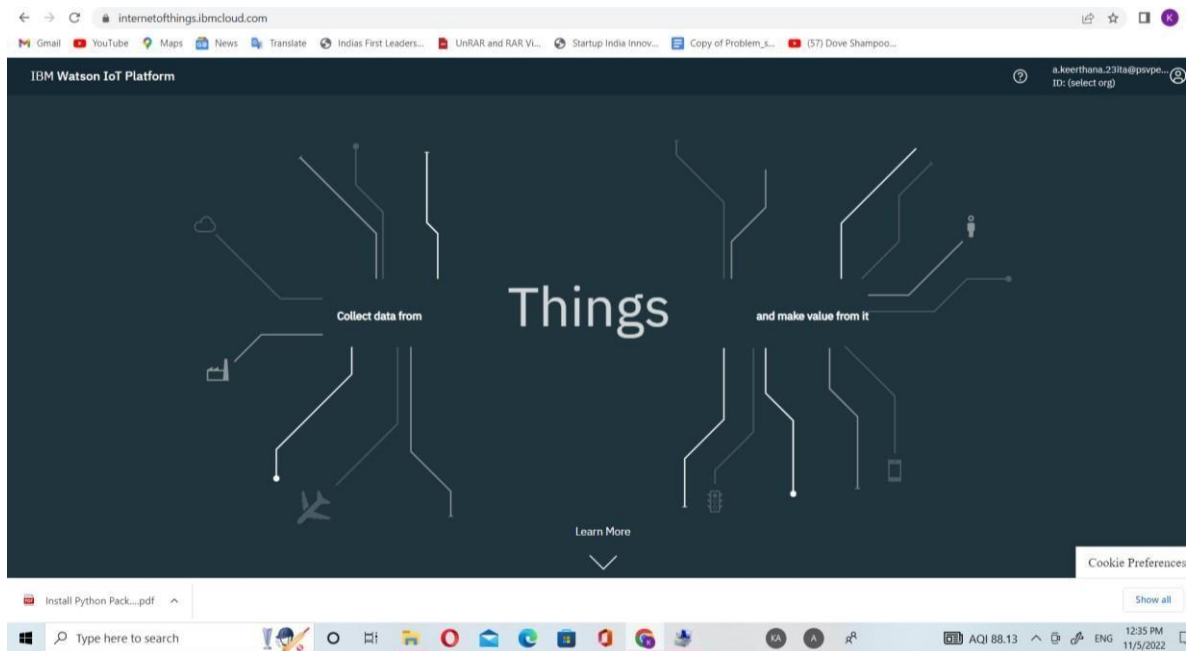 internetofthings.ibmcloud.com
K
Gmail YouTube Maps News Translate Indias First Leaders... UnRAR and RAR Vi... Startup India Innov... Copy of Problem_s... (57) Dove Shampoo...
IBM Watson IoT Platform
a.keerthana.23ita@psvpe...
ID: (select org)
Collect data from Things and make value from it
Learn More
Cookie Preferences
Install Python Pack....pdf
Show all
Type here to search
KA A
AQI 88.13 ENG 12:35 PM
11/5/2022